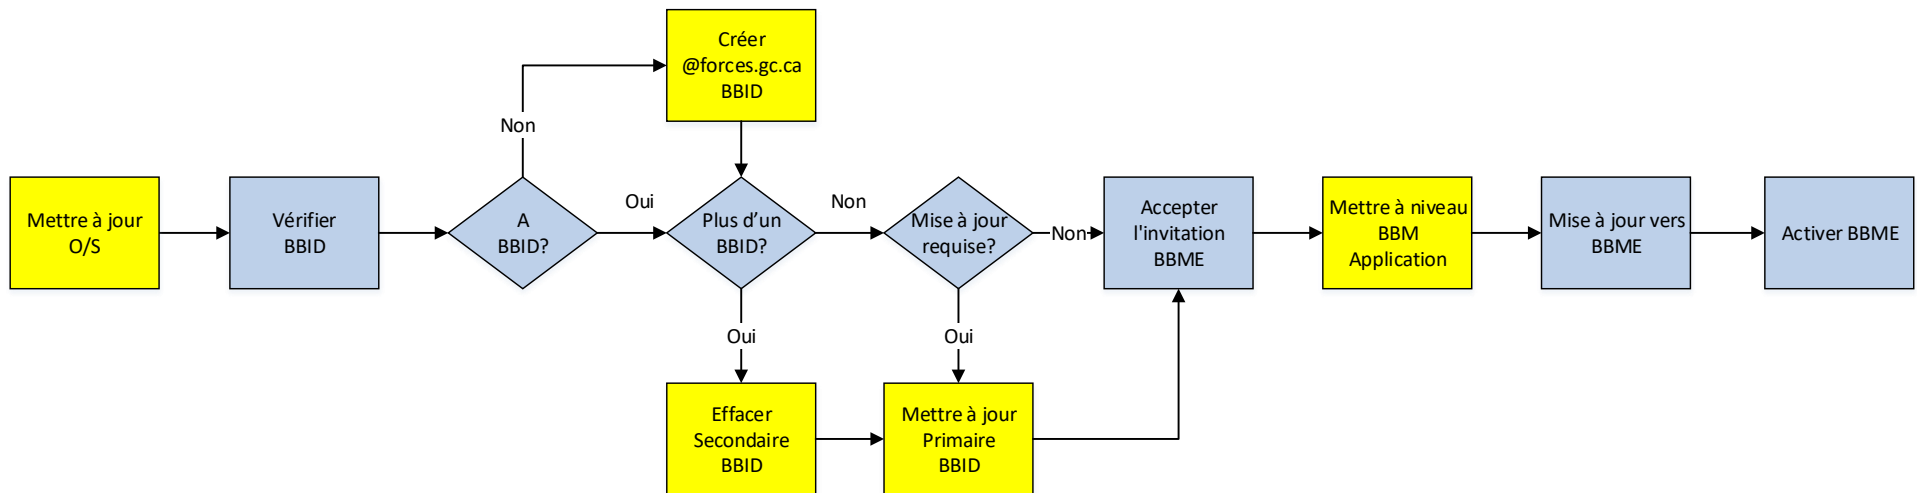 Créer
@forces.gc.ca
BBID
Non
Mettre à jour
O/S
Vérifier
BBID
A
BBID?
Oui
Plus d’un
BBID?
Non
Mise à jour
requise?
Non
Accepter
l'invitation
BBME
Mettre à niveau
BBM
Application
Mise à jour vers
BBME
Activer BBME
Oui
Oui
Effacer
Secondaire
BBID
Mettre à jour
Primaire
BBID